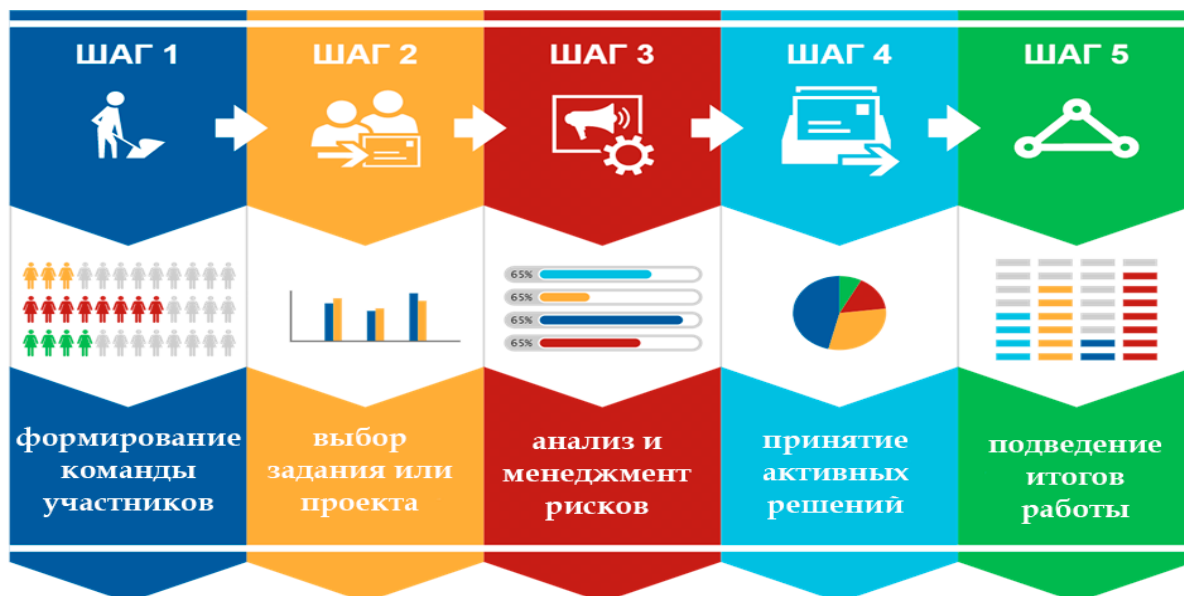 ШАГ 1
ШАГ 2
ШАГ 3
ШАГ 4
ШАГ 5
65%
65%
65%
65%
формирование
команды
участников
выбор
задания или
проекта
анализ и
менеджмент
рисков
принятие
активных
решений
подведение
итогов
работы